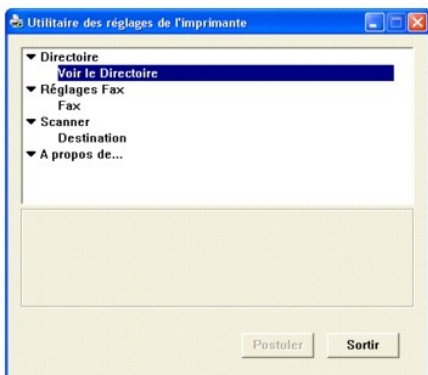 Utilitaire des réglages de l'imprimante
Directoire
Voir le Directoire
Réglages Fax
Fax
Scanner
Destination
A propos de...
Postuler
Sortir